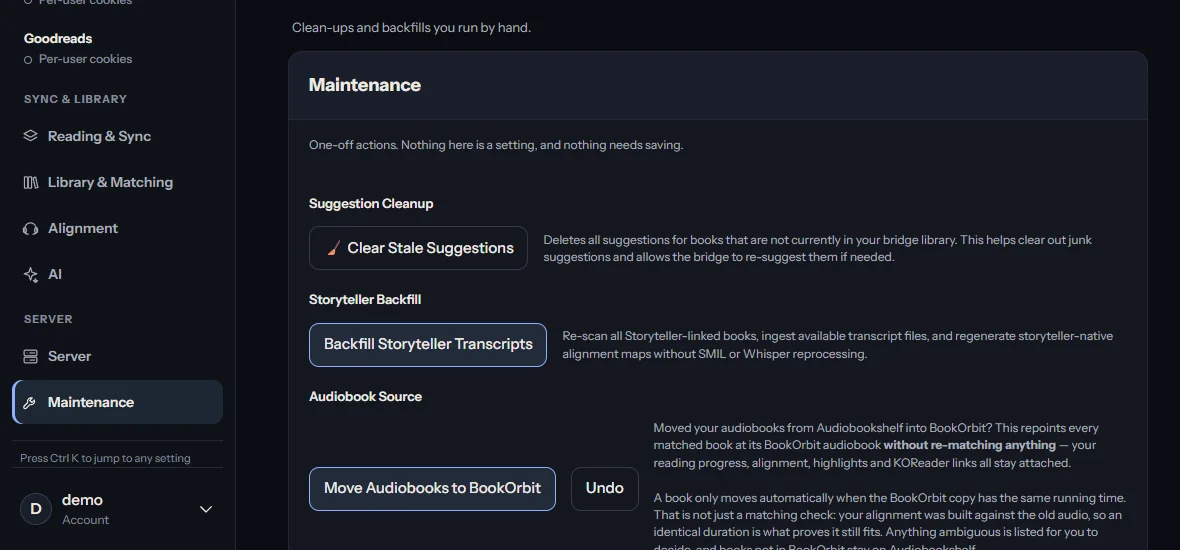 Per-user cookies
Goodreads
Per-user cookies
SYNC & LIBRARY
Reading & Sync
Library & Matching
Alignment
AI
SERVER
Server
Maintenance
Press Ctrl K to jump to any setting
D
demo
Account
Clean-ups and backfills you run by hand.
Maintenance
One-off actions. Nothing here is a setting, and nothing needs saving.
Suggestion Cleanup
Clear Stale Suggestions
Deletes all suggestions for books that are not currently in your bridge library. This helps clear out junk
suggestions and allows the bridge to re-suggest them if needed.
Storyteller Backfill
Backfill Storyteller Transcripts
Re-scan all Storyteller-linked books, ingest available transcript files, and regenerate storyteller-native
alignment maps without SMIL or Whisper reprocessing.
Audiobook Source
Move Audiobooks to BookOrbit
Undo
Moved your audiobooks from Audiobookshelf into BookOrbit? This repoints every
matched book at its BookOrbit audiobook without re-matching anything — your
reading progress, alignment, highlights and KOReader links all stay attached.
A book only moves automatically when the BookOrbit copy has the same running time.
That is not just a matching check: your alignment was built against the old audio, so an
identical duration is what proves it still fits. Anything ambiguous is listed for you to
decide, and books not in BookOrbit stay on Audiobookshelf.